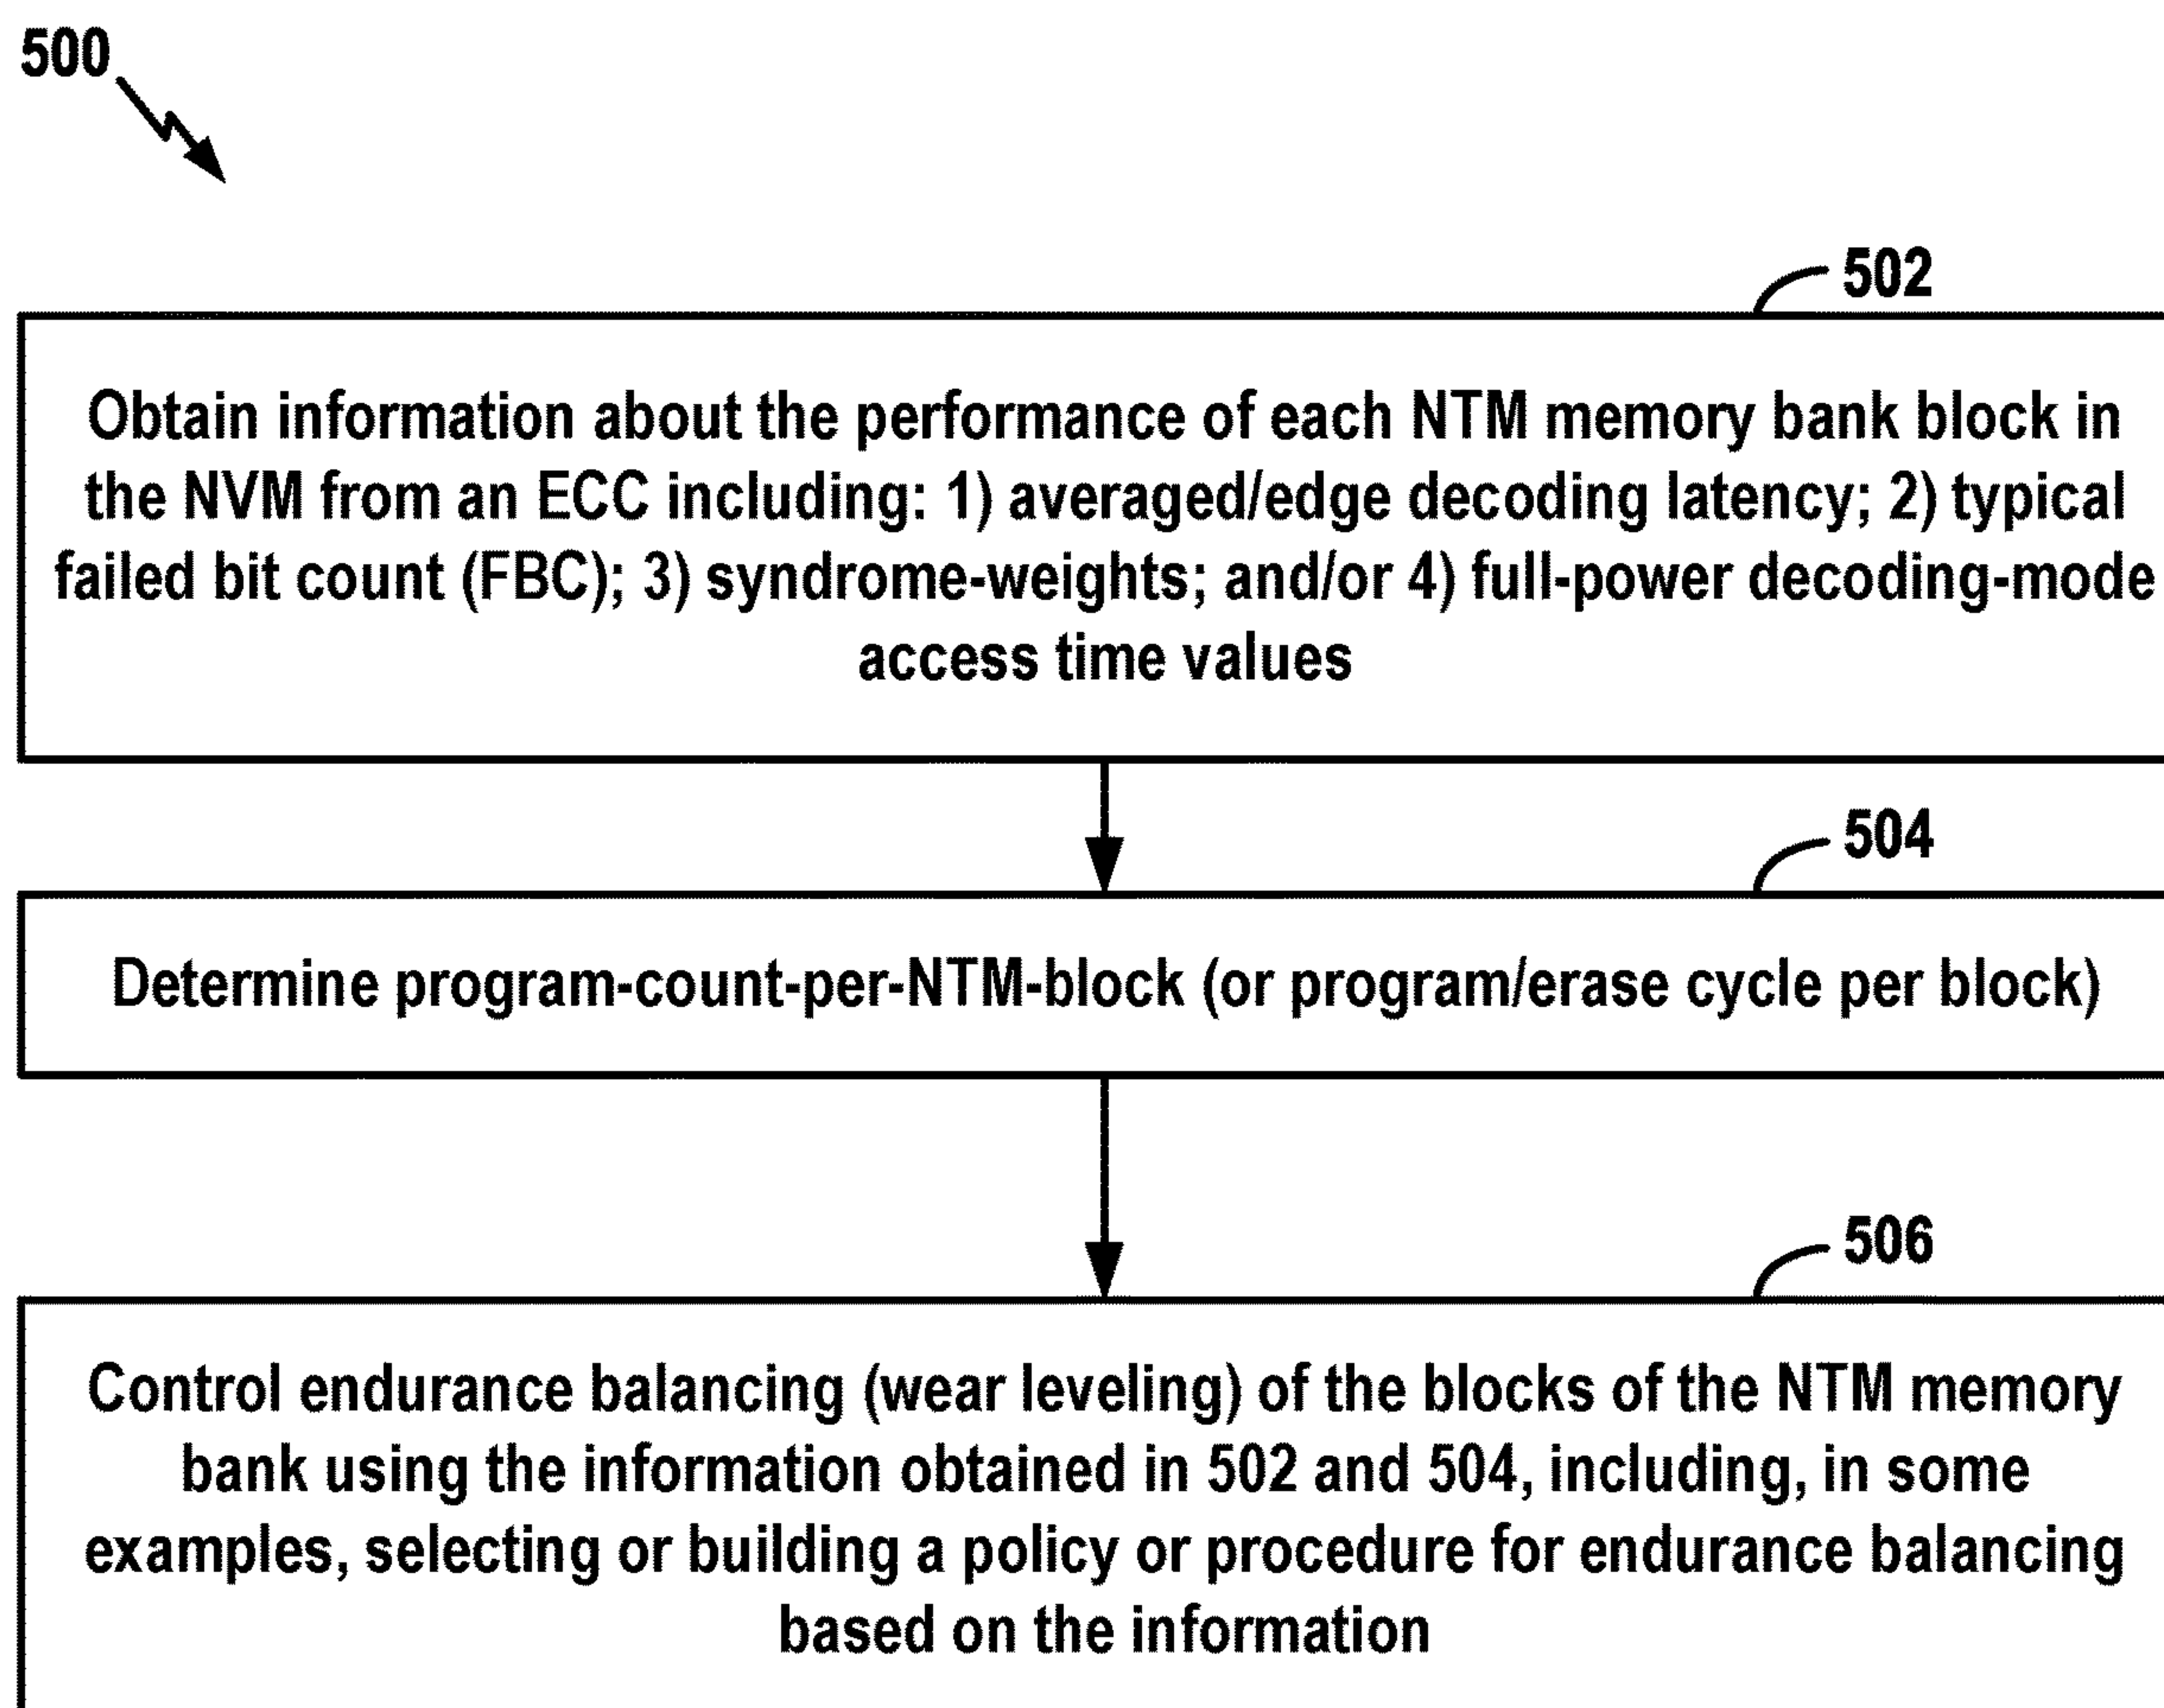 500
502
Obtain information about the performance of each NTM memory bank block in
the NVM from an ECC including: 1) averaged/edge decoding latency; 2) typical
failed bit count (FBC); 3) syndrome-weights; and/or 4) full-power decoding-mode
access time values
504
Determine program-count-per-NTM-block (or program/erase cycle per block)
506
Control endurance balancing (wear leveling) of the blocks of the NTM memory
bank using the information obtained in 502 and 504, including, in some
examples, selecting or building a policy or procedure for endurance balancing
based on the information